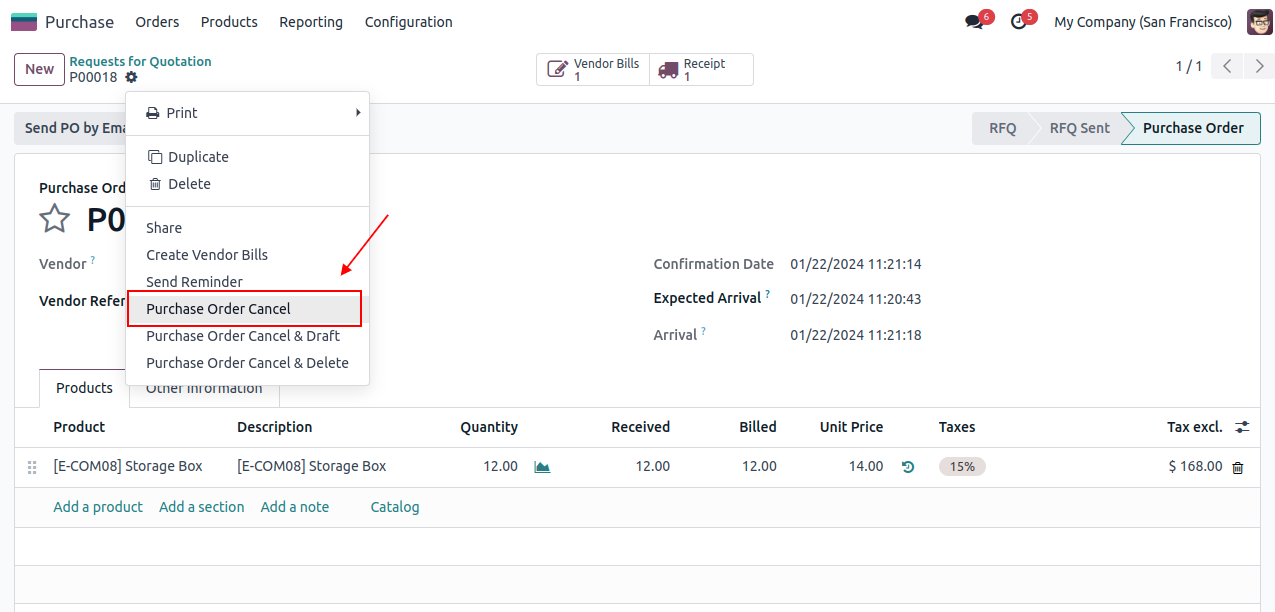 Purchase Orders Products Reporting Configuration 6 5 My Company (San Francisco)
New Requests for Quotation
P00018
Vendor Bills
1
Receipt
1
1 / 1
Print
Send PO by Ema
RFQ RFQ Sent Purchase Order
Duplicate
Delete
Purchase Ord
P0
Share
Create Vendor Bills
Send Reminder
Purchase Order Cancel
Purchase Order Cancel & Draft
Purchase Order Cancel & Delete
Vendor ?
Vendor Refer
Confirmation Date 01/22/2024 11:21:14
Expected Arrival ? 01/22/2024 11:20:43
Arrival ? 01/22/2024 11:21:18
Products Other Information
Product Description Quantity Received Billed Unit Price Taxes Tax excl.
[E-COM08] Storage Box [E-COM08] Storage Box 12.00 12.00 12.00 14.00 15% $ 168.00
Add a product Add a section Add a note Catalog